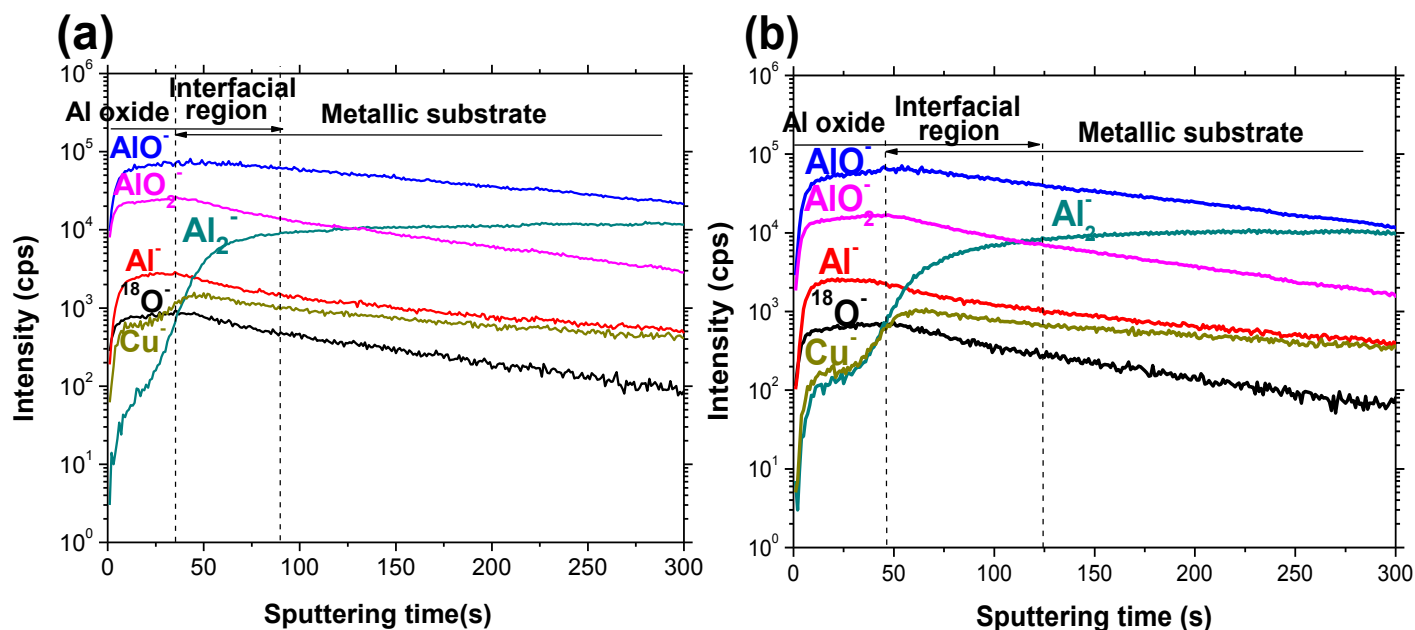 (a)
10⁶
10⁵
10⁴
10³
10²
10¹
10⁰
Intensity (cps)
Al oxide
Interfacial
region
Metallic substrate
AlO⁻
AlO₂⁻
Al₂⁻
Al⁻
¹⁸O⁻
Cu⁻
0 50 100 150 200 250 300
Sputtering time(s)
(b)
10⁶
10⁵
10⁴
10³
10²
10¹
10⁰
Intensity (cps)
Al oxide
Interfacial
region
Metallic substrate
AlO⁻
AlO₂⁻
Al₂⁻
Al⁻
¹⁸O⁻
Cu⁻
0 50 100 150 200 250 300
Sputtering time (s)